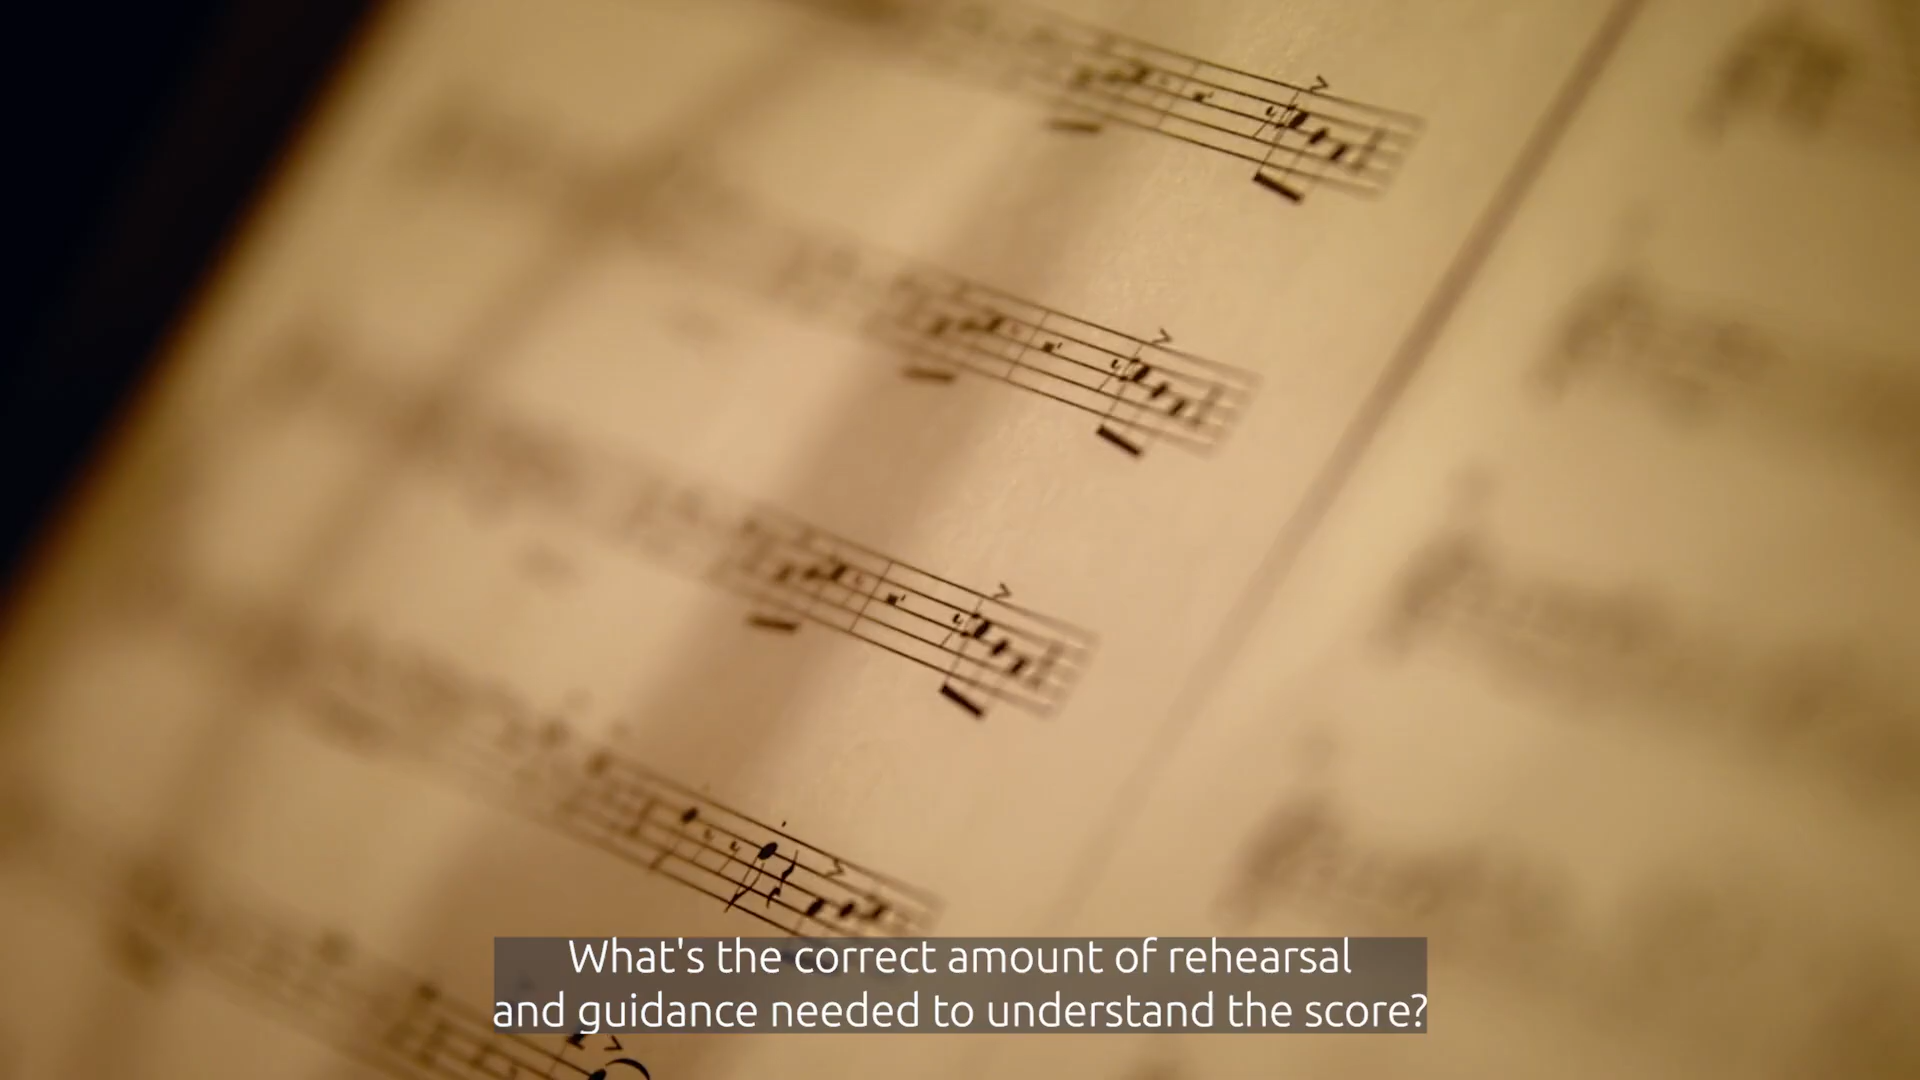 What's the correct amount of rehearsal
and guidance needed to understand the score?